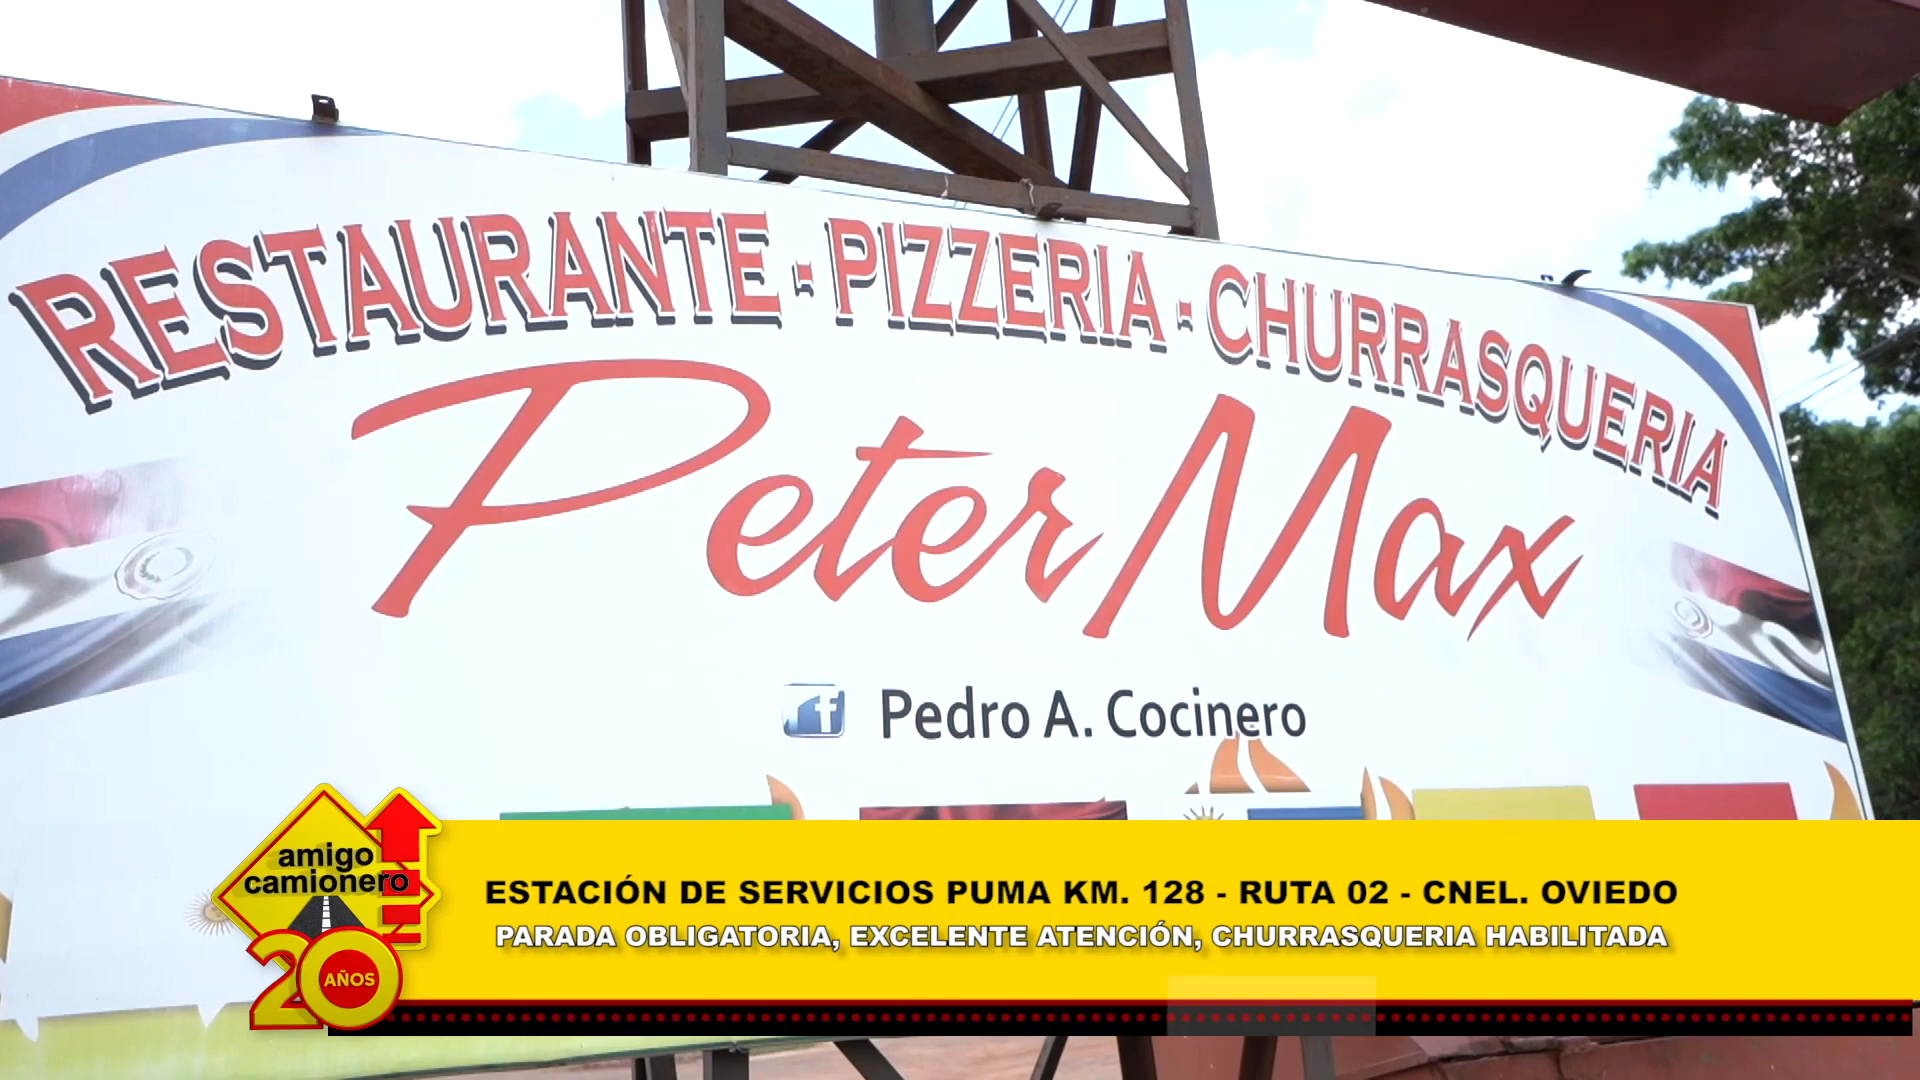 RESTAURANTE - PIZZERIA - CHURRASQUERIA
Peter Max
f Pedro A. Cocinero
amigo
camionero
20 AÑOS
ESTACIÓN DE SERVICIOS PUMA KM. 128 - RUTA 02 - CNEL. OVIEDO
PARADA OBLIGATORIA, EXCELENTE ATENCIÓN, CHURRASQUERIA HABILITADA